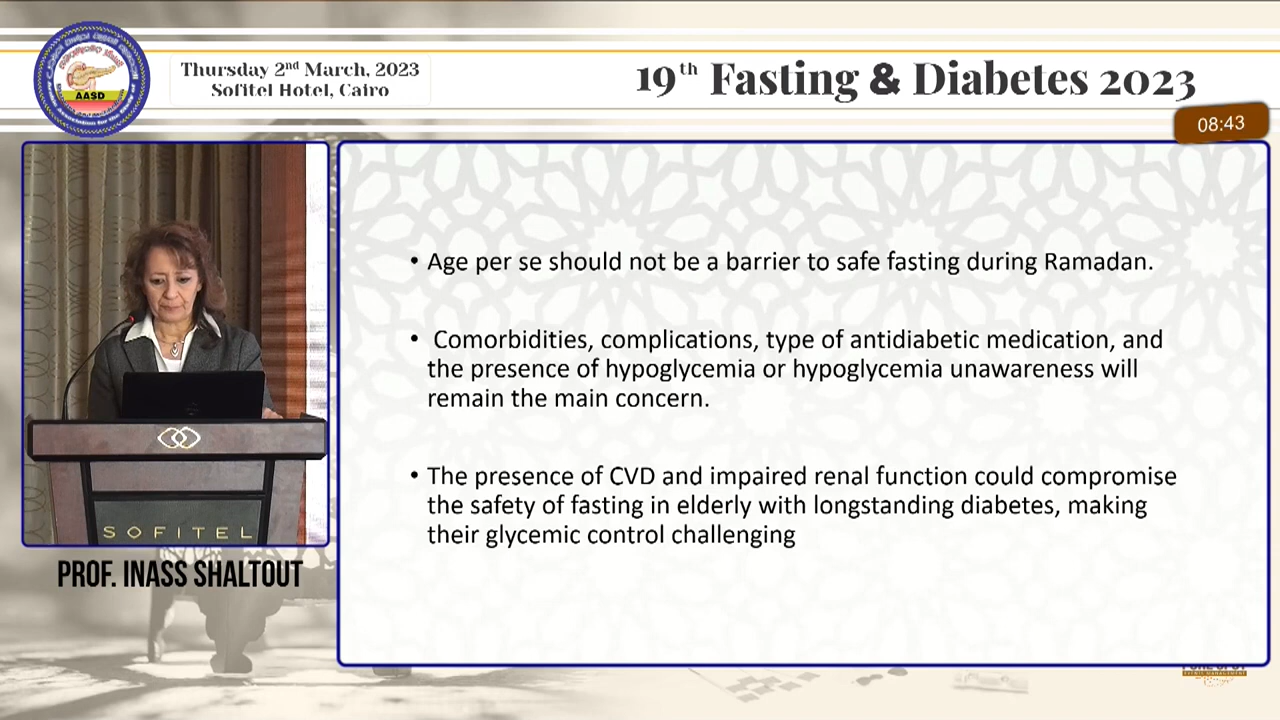 Thursday 2nd March, 2023
Sofitel Hotel, Cairo
19th Fasting & Diabetes 2023
AASD
08:43
• Age per se should not be a barrier to safe fasting during Ramadan.
• Comorbidities, complications, type of antidiabetic medication, and
the presence of hypoglycemia or hypoglycemia unawareness will
remain the main concern.
• The presence of CVD and impaired renal function could compromise
the safety of fasting in elderly with longstanding diabetes, making
their glycemic control challenging
SOFITEL
PROF. INASS SHALTOUT